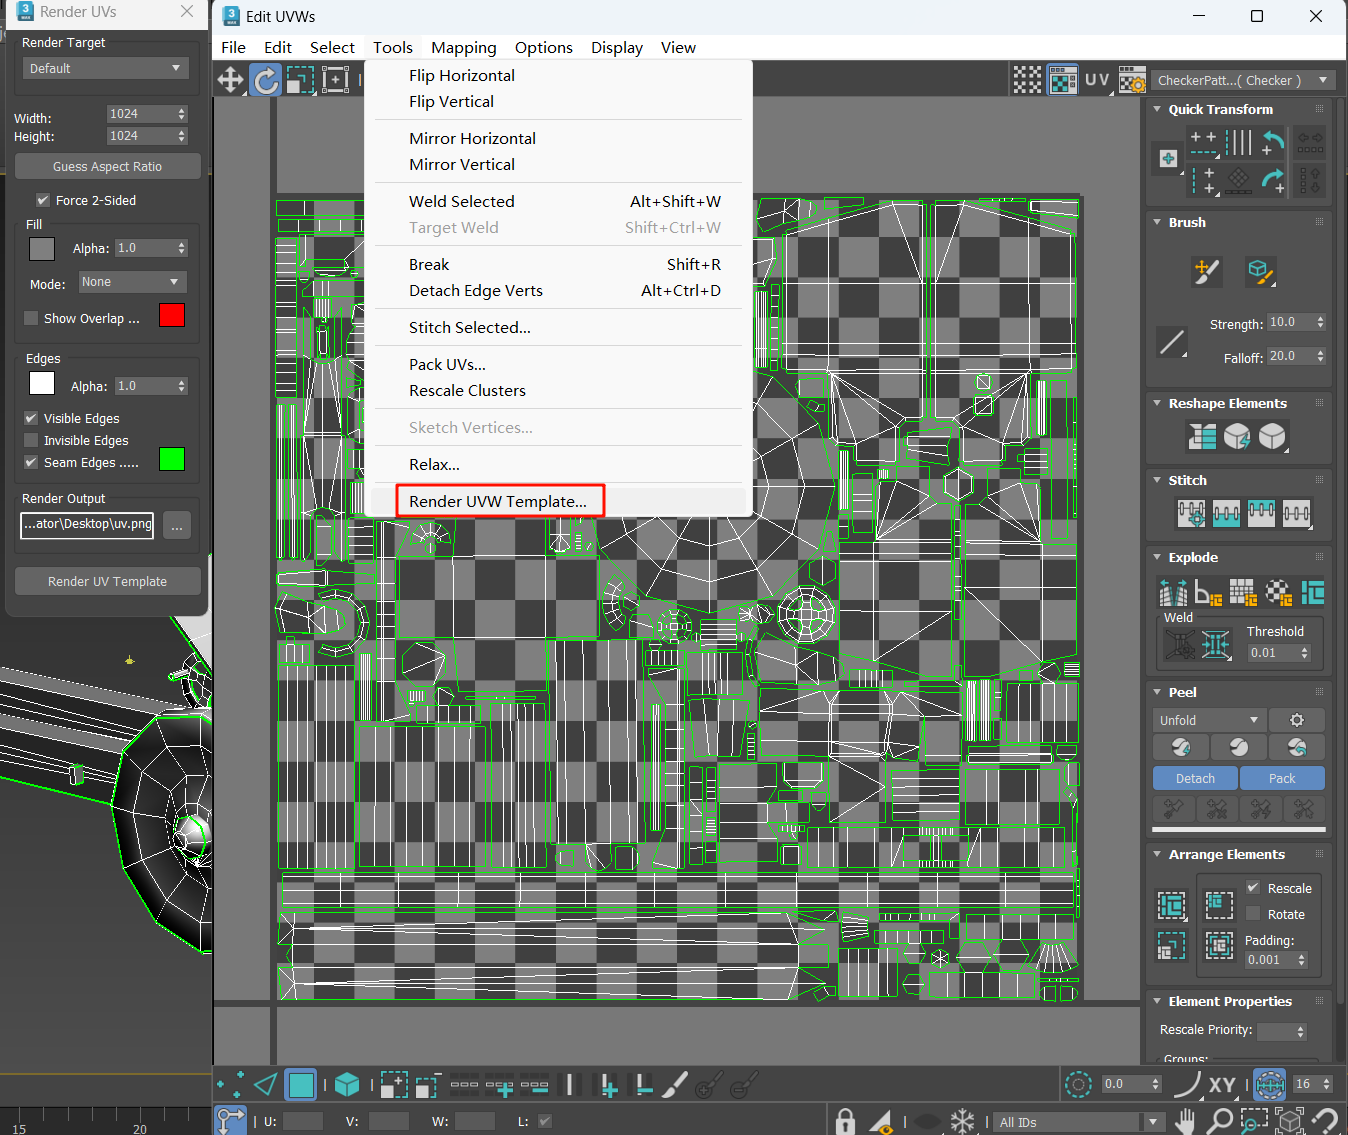 Render UVs
Render Target
Default
Width:
1024
Height:
1024
Guess Aspect Ratio
Force 2-Sided
Fill
Alpha:
1.0
Mode:
None
Show Overlap ...
Edges
Alpha:
1.0
Visible Edges
Invisible Edges
Seam Edges .....
Render Output
...ator\Desktop\uv.png
...
Render UV Template
15
20
Edit UVWs
File
Edit
Select
Tools
Mapping
Options
Display
View
UV
CheckerPatt...( Checker )
Flip Horizontal
Flip Vertical
Mirror Horizontal
Mirror Vertical
Weld Selected Alt+Shift+W
Target Weld Shift+Ctrl+W
Break Shift+R
Detach Edge Verts Alt+Ctrl+D
Stitch Selected...
Pack UVs...
Rescale Clusters
Sketch Vertices...
Relax...
Render UVW Template...
Quick Transform
Brush
Strength: 10.0
Falloff: 20.0
Reshape Elements
Stitch
Explode
Weld
Threshold
0.01
Peel
Unfold
Detach
Pack
Arrange Elements
Rescale
Rotate
Padding:
0.001
Element Properties
Rescale Priority:
Groups:
0.0
XY
16
U:
V:
W:
L:
All IDs